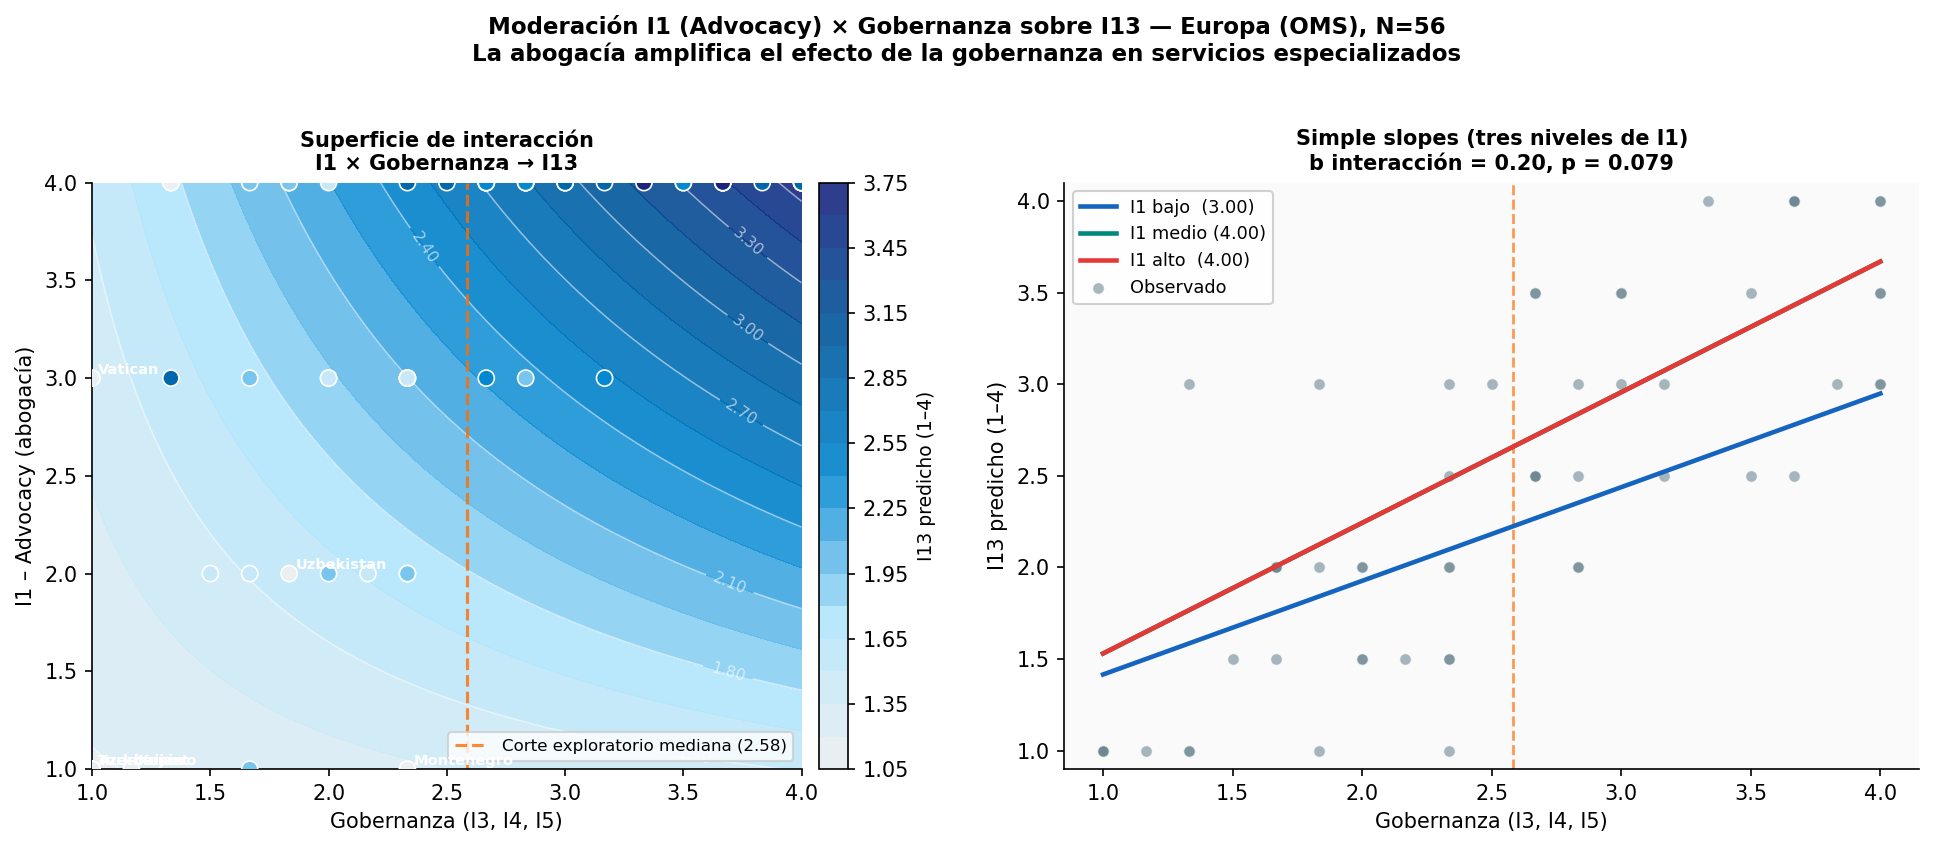 Moderación I1 (Advocacy) × Gobernanza sobre I13 — Europa (OMS), N=56
La abogacía amplifica el efecto de la gobernanza en servicios especializados
Superficie de interacción
I1 × Gobernanza → I13
I1 – Advocacy (abogacía)
4.0
3.5
3.0
2.5
2.0
1.5
1.0
Vatican
Uzbekistan
Montenegro
2.40
3.30
3.00
2.70
2.10
1.80
Corte exploratorio mediana (2.58)
1.0
1.5
2.0
2.5
3.0
3.5
4.0
Gobernanza (I3, I4, I5)
3.75
3.45
3.15
2.85
2.55
2.25
1.95
1.65
1.35
1.05
I13 predicho (1–4)
Simple slopes (tres niveles de I1)
b interacción = 0.20, p = 0.079
I1 bajo (3.00)
I1 medio (4.00)
I1 alto (4.00)
Observado
I13 predicho (1–4)
4.0
3.5
3.0
2.5
2.0
1.5
1.0
1.0
1.5
2.0
2.5
3.0
3.5
4.0
Gobernanza (I3, I4, I5)